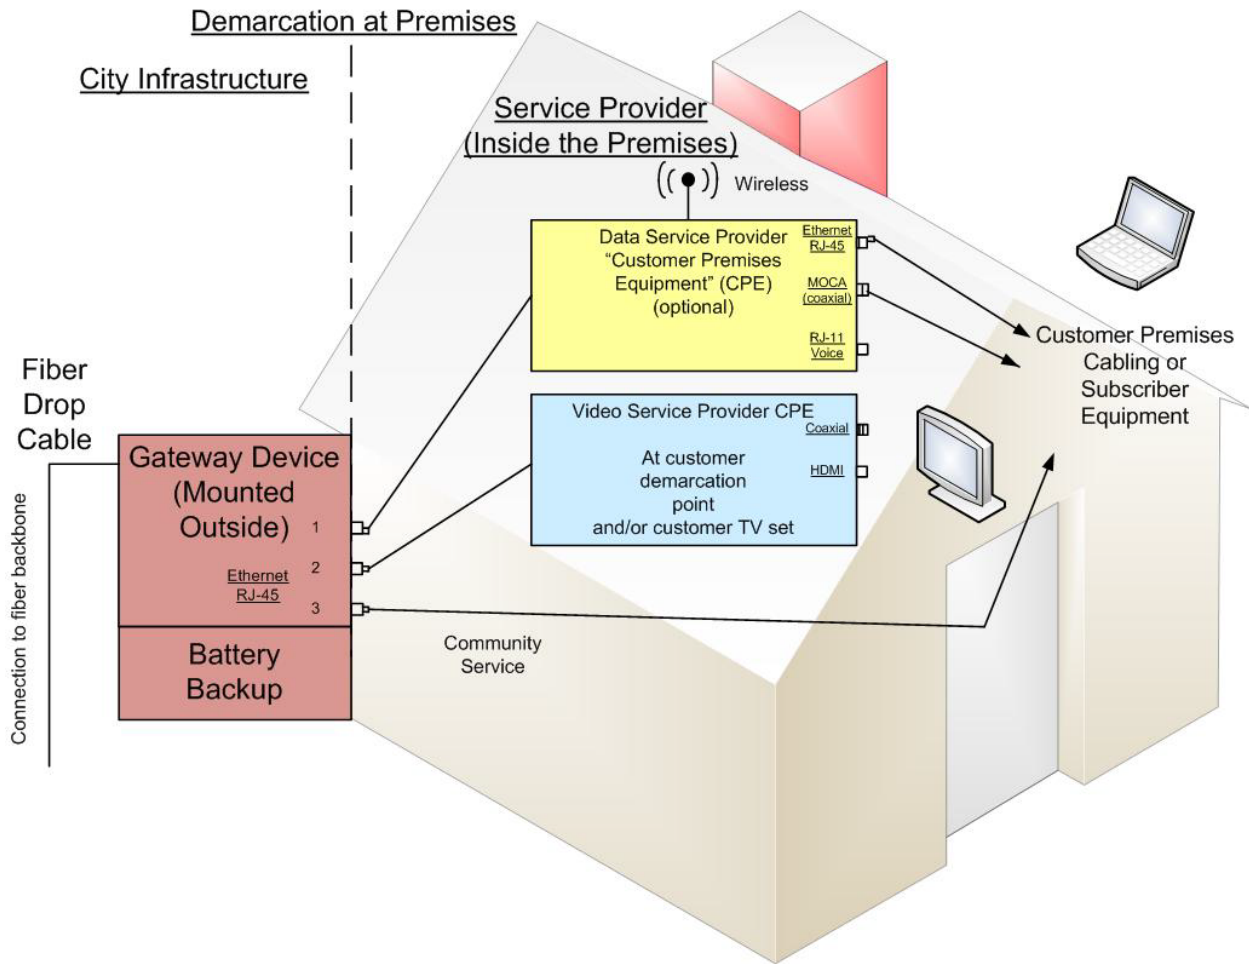 Demarcation at Premises
City Infrastructure
Service Provider
(Inside the Premises)
Wireless
Data Service Provider
“Customer Premises
Equipment” (CPE)
(optional)
Ethernet
RJ-45
MOCA
(coaxial)
RJ-11
Voice
Customer Premises
Cabling or
Subscriber
Equipment
Video Service Provider CPE
Coaxial
HDMI
At customer
demarcation
point
and/or customer TV set
Fiber
Drop
Cable
Gateway Device
(Mounted
Outside)
1
2
3
Ethernet
RJ-45
Battery
Backup
Community
Service
Connection to fiber backbone